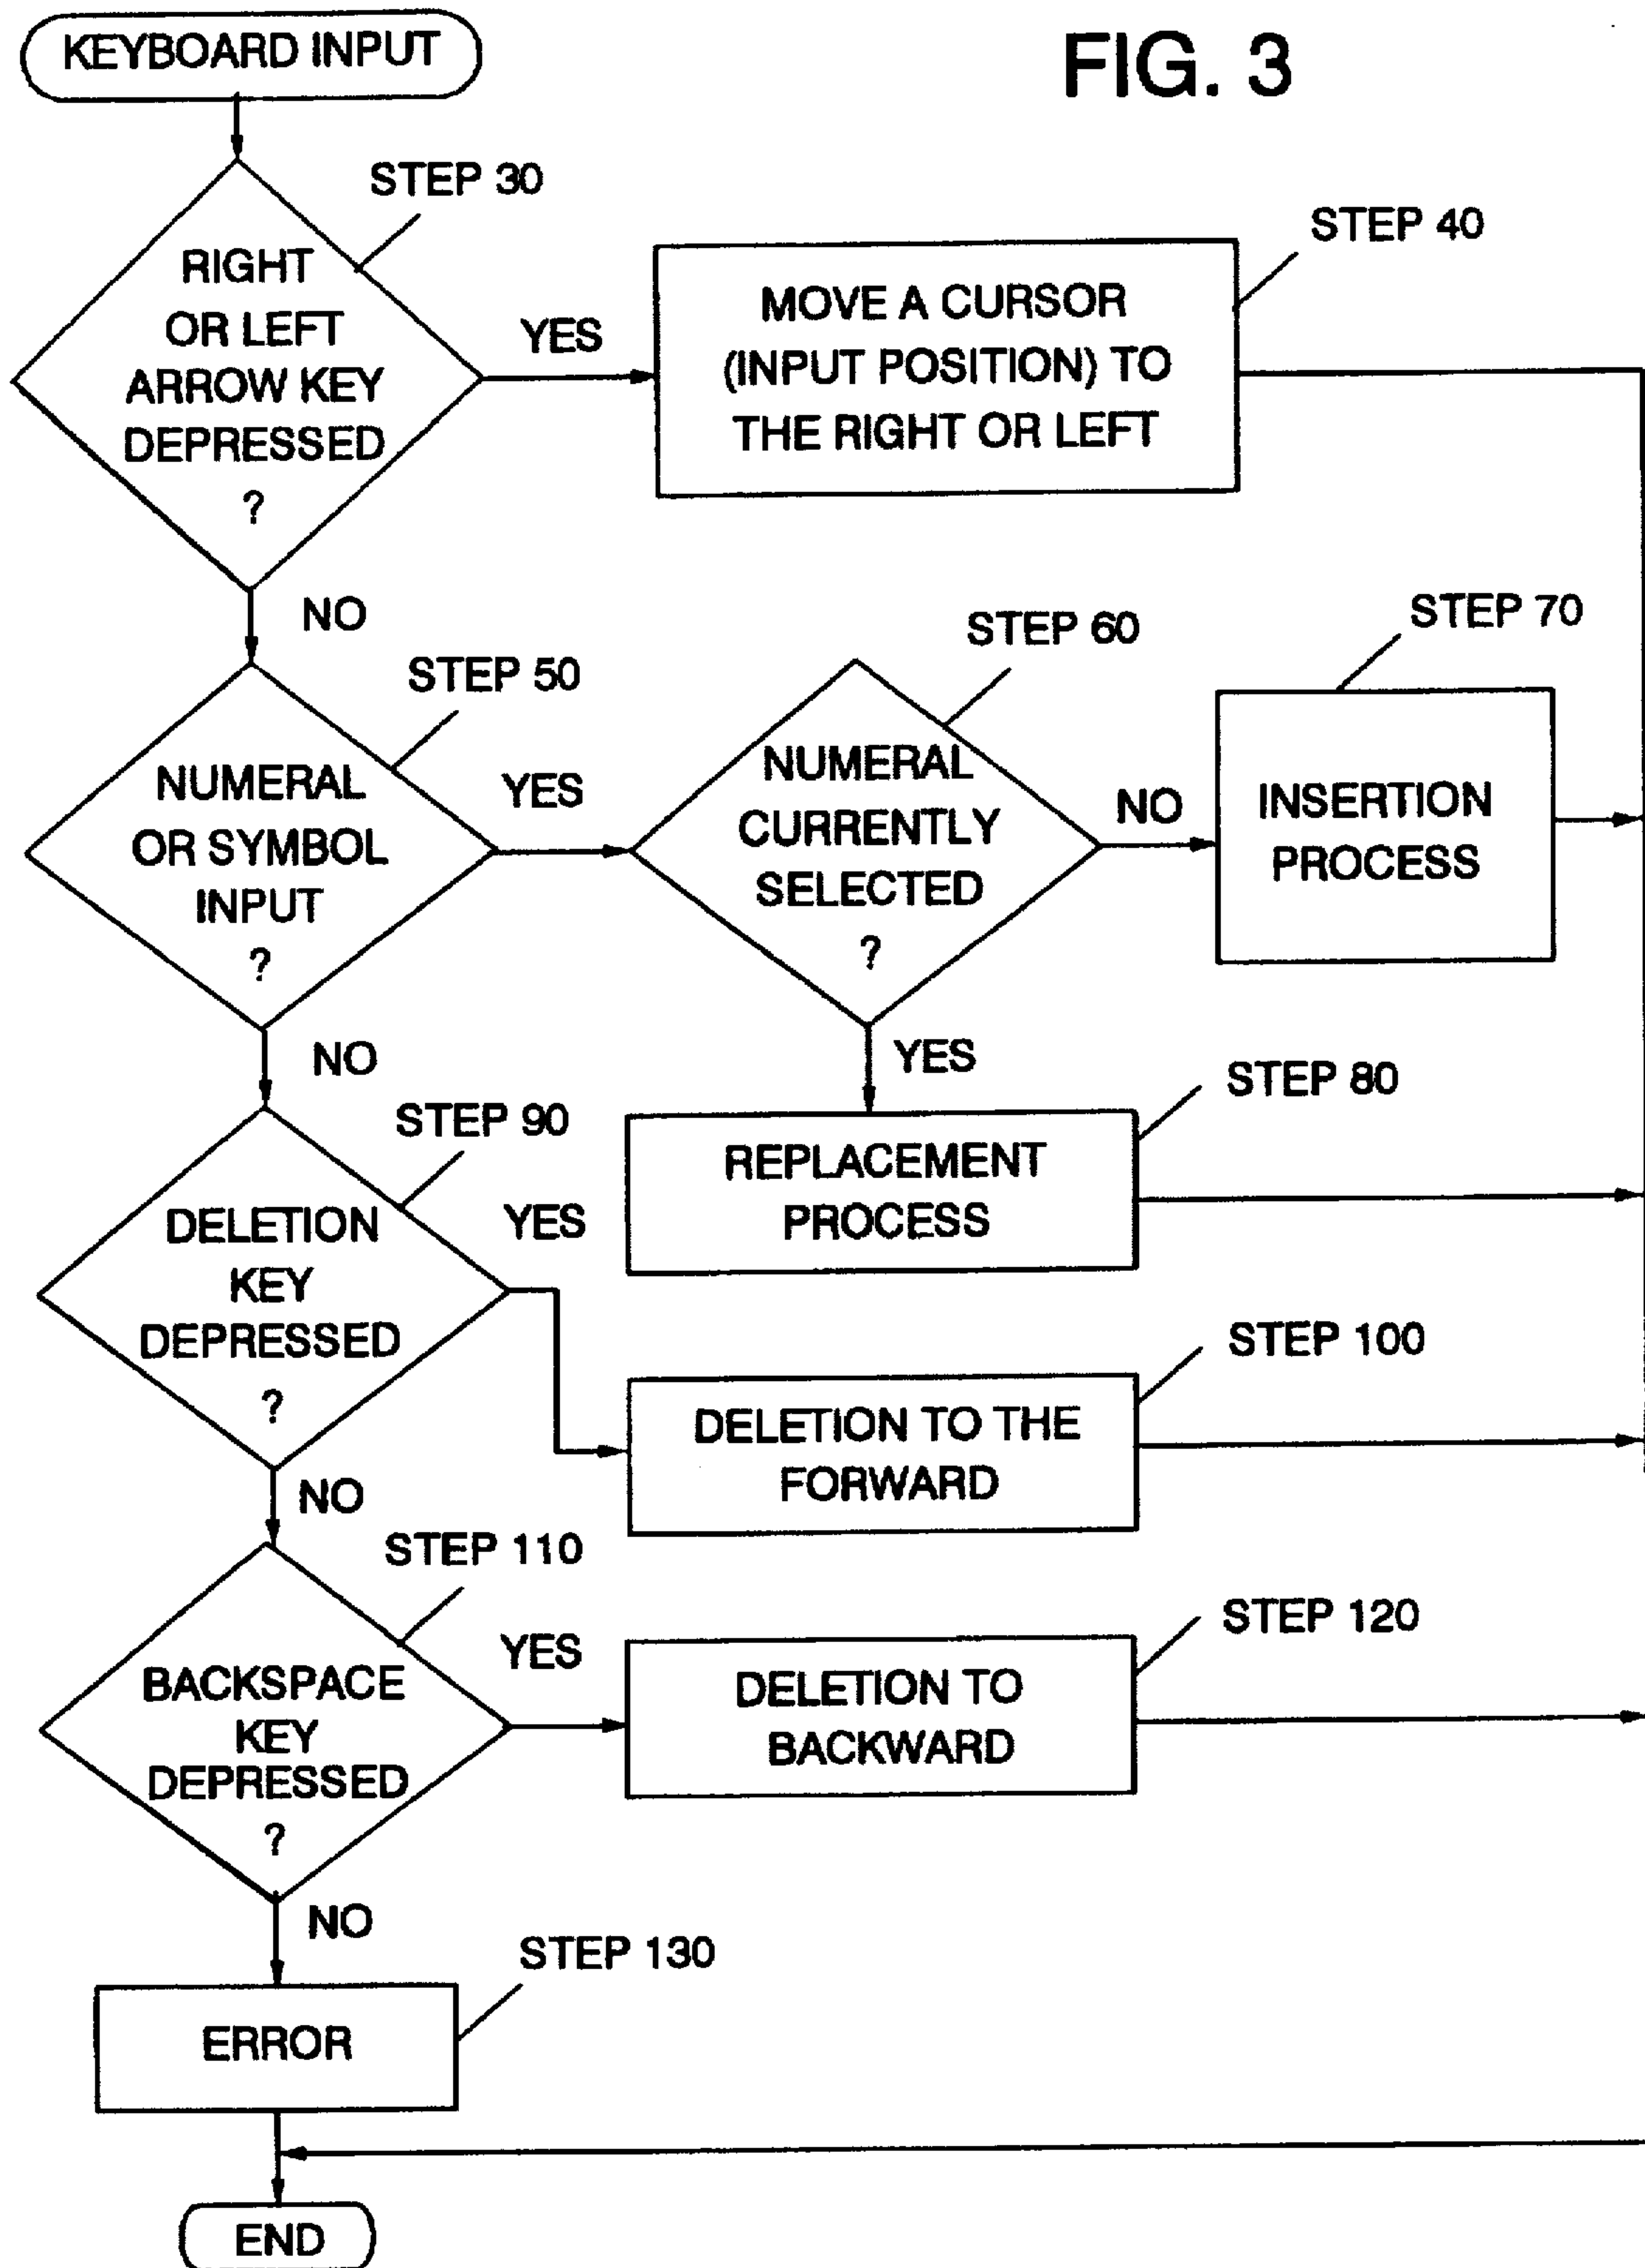 KEYBOARD INPUT
FIG. 3
STEP 30
RIGHT
OR LEFT
ARROW KEY
DEPRESSED
?
YES
STEP 40
MOVE A CURSOR
(INPUT POSITION) TO
THE RIGHT OR LEFT
NO
STEP 50
NUMERAL
OR SYMBOL
INPUT
?
YES
STEP 60
NUMERAL
CURRENTLY
SELECTED
?
NO
STEP 70
INSERTION
PROCESS
YES
STEP 80
REPLACEMENT
PROCESS
NO
STEP 90
DELETION
KEY
DEPRESSED
?
YES
STEP 100
DELETION TO THE
FORWARD
NO
STEP 110
BACKSPACE
KEY
DEPRESSED
?
YES
STEP 120
DELETION TO
BACKWARD
NO
STEP 130
ERROR
END